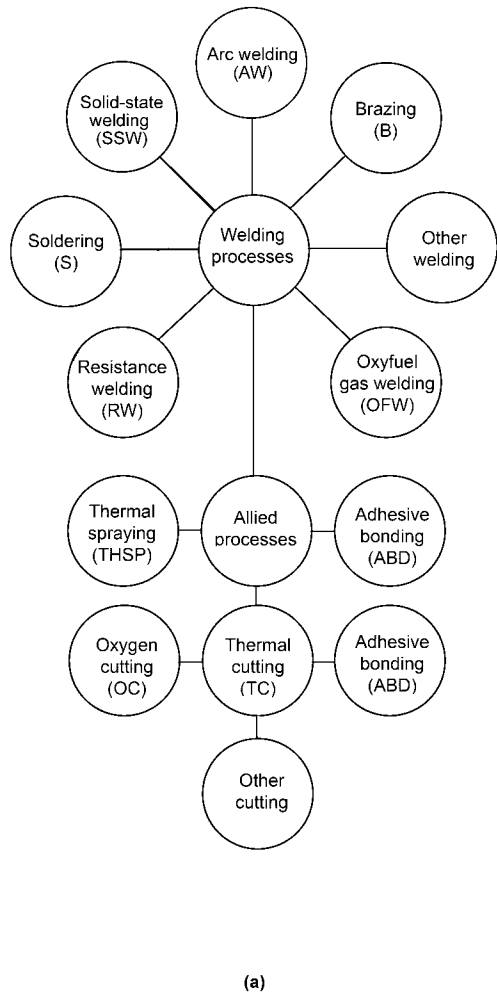 Arc welding
(AW)
Solid-state
welding
(SSW)
Brazing
(B)
Soldering
(S)
Welding
processes
Other
welding
Resistance
welding
(RW)
Oxyfuel
gas welding
(OFW)
Thermal
spraying
(THSP)
Allied
processes
Adhesive
bonding
(ABD)
Oxygen
cutting
(OC)
Thermal
cutting
(TC)
Adhesive
bonding
(ABD)
Other
cutting
(a)